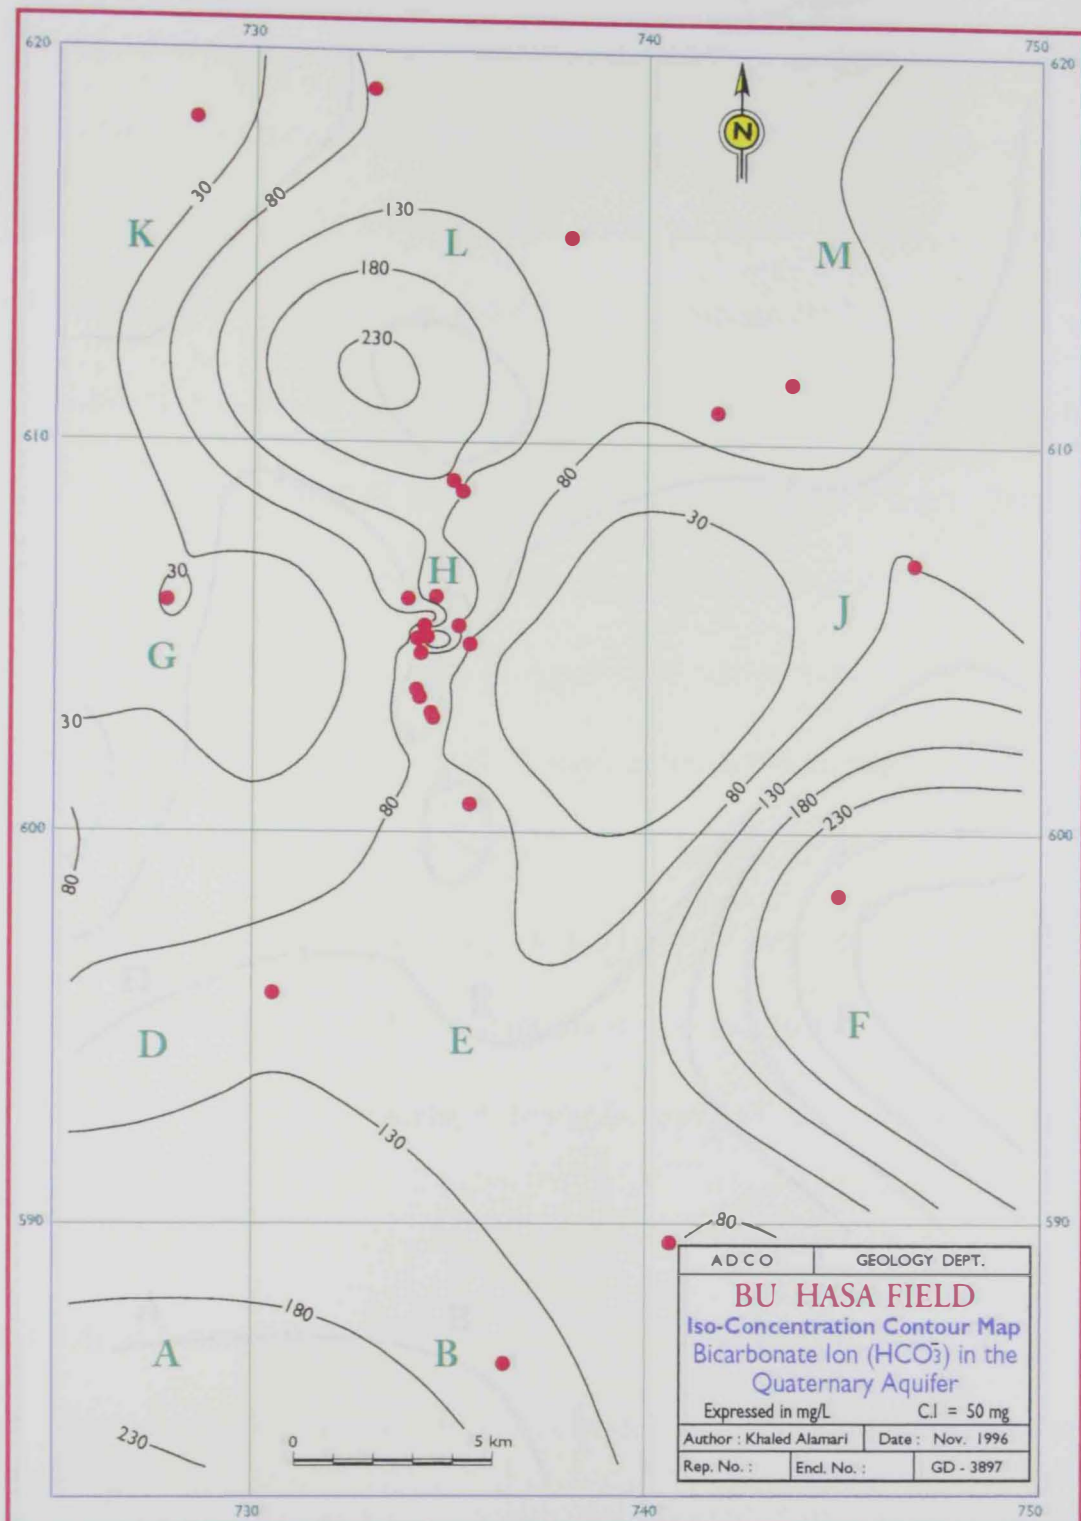 730 740 750
620 620
N
30 80
K 130 L M
180
230
610 610
80
30
H
30 J
G
30
80 80 130 180
230
600 600
80
F
D E
130
590 80 590
180
A B
230
0 5 km
730 740 750
ADCO GEOLOGY DEPT.
BU HASA FIELD
Iso-Concentration Contour Map
Bicarbonate Ion (HCO3̄) in the
Quaternary Aquifer
Expressed in mg/L C.I = 50 mg
Author : Khaled Alamari Date : Nov. 1996
Rep. No. : Encl. No. : GD - 3897